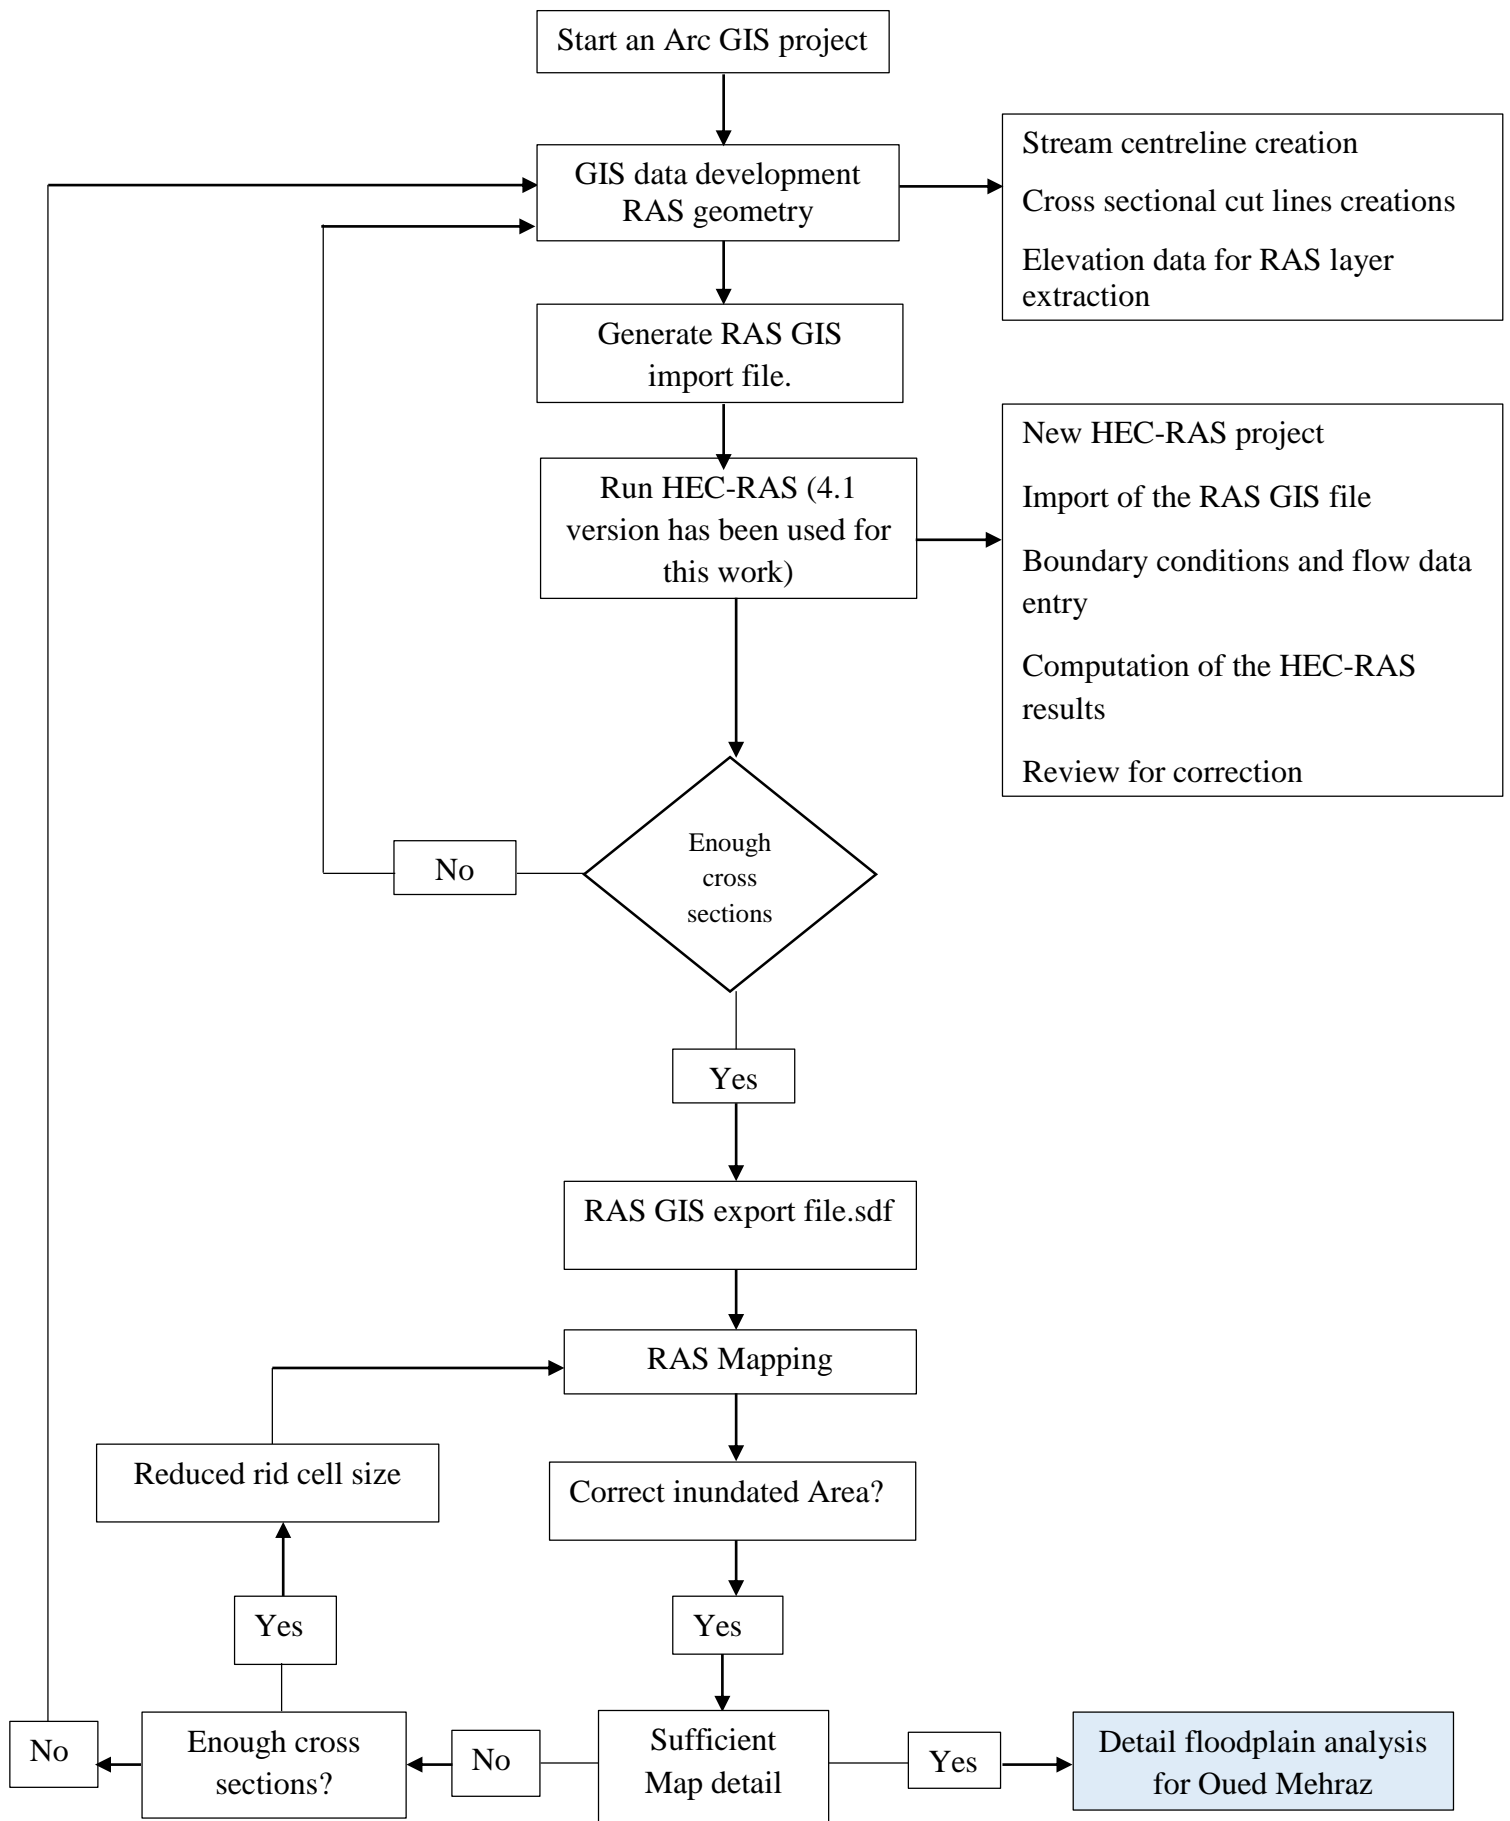 Start an Arc GIS project
GIS data development
RAS geometry
Stream centreline creation
Cross sectional cut lines creations
Elevation data for RAS layer
extraction
Generate RAS GIS
import file.
Run HEC-RAS (4.1
version has been used for
this work)
New HEC-RAS project
Import of the RAS GIS file
Boundary conditions and flow data
entry
Computation of the HEC-RAS
results
Review for correction
Enough
cross
sections
No
Yes
RAS GIS export file.sdf
RAS Mapping
Reduced rid cell size
Correct inundated Area?
Yes
Yes
No
Enough cross
sections?
No
Sufficient
Map detail
Yes
Detail floodplain analysis
for Oued Mehraz